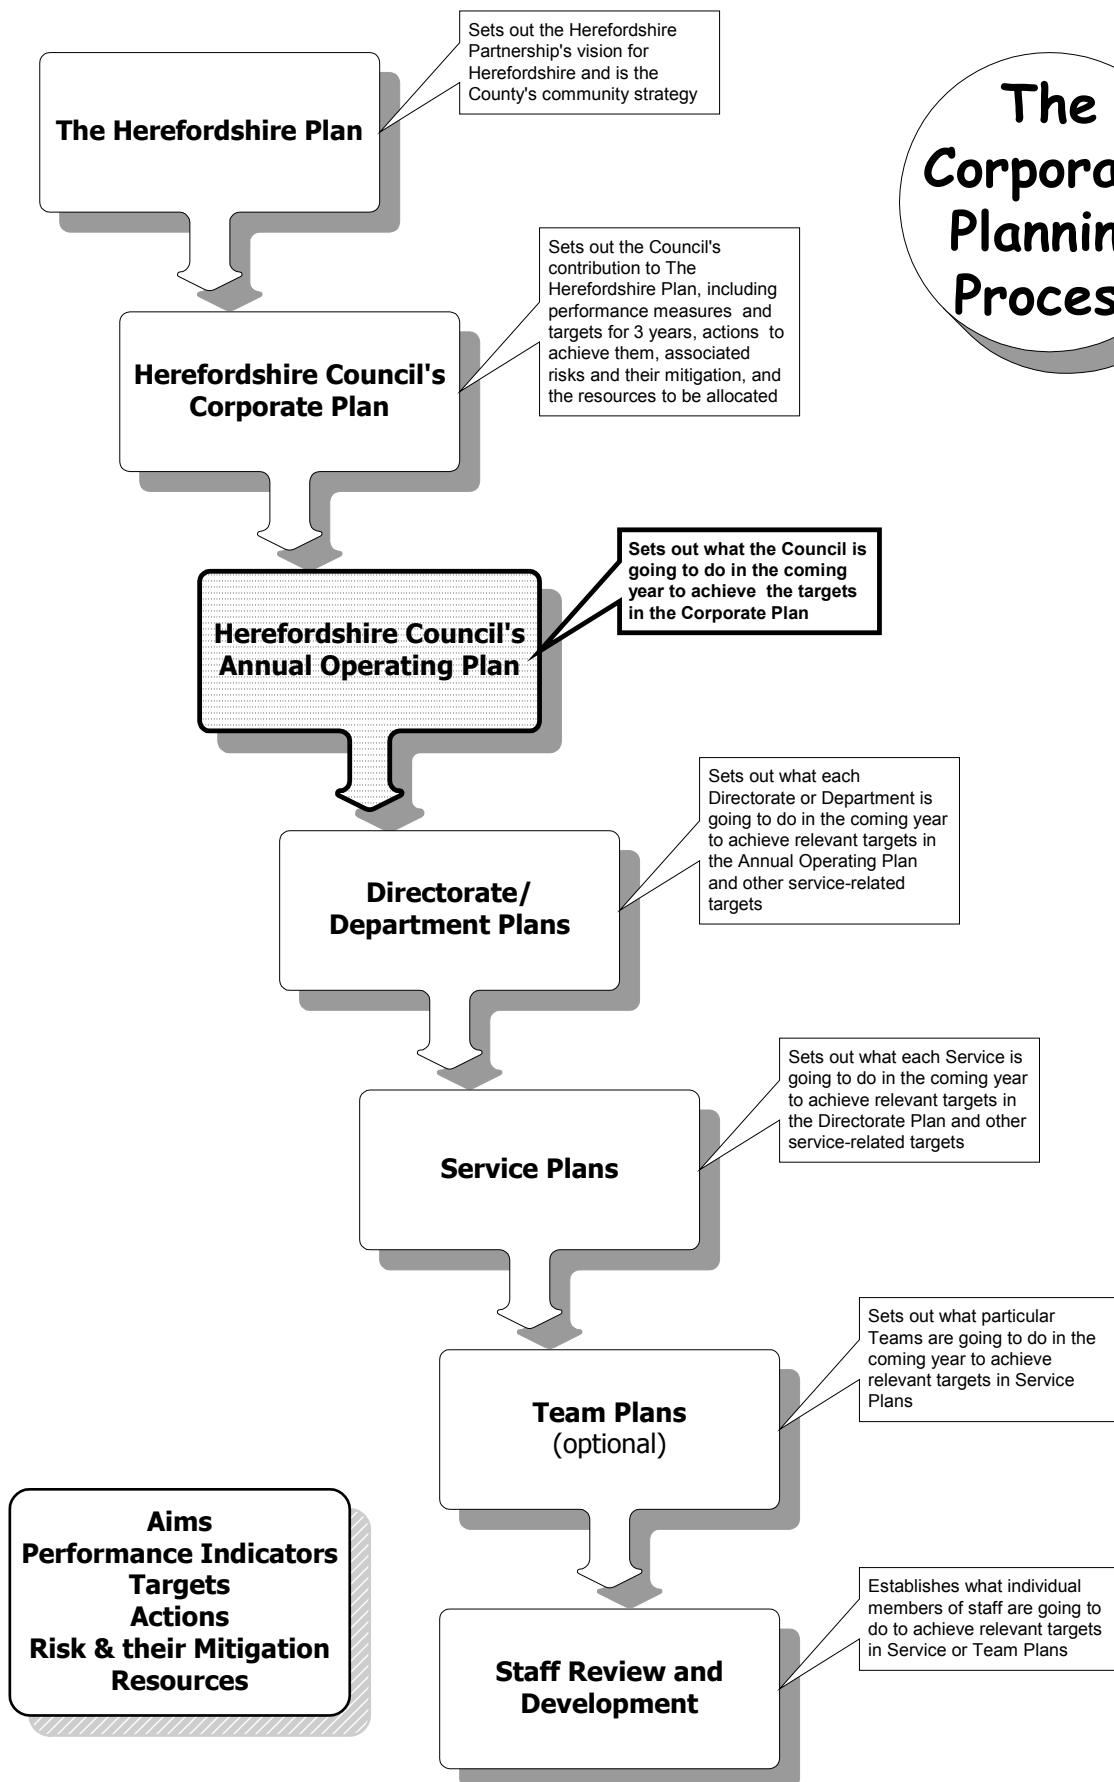 Sets out the Herefordshire
Partnership's vision for
Herefordshire and is the
County's community strategy
The Herefordshire Plan
The
Corpora
Plannin
Proces
Sets out the Council's
contribution to The
Herefordshire Plan, including
performance measures and
targets for 3 years, actions to
achieve them, associated
risks and their mitigation, and
the resources to be allocated
Herefordshire Council's
Corporate Plan
Sets out what the Council is
going to do in the coming
year to achieve the targets
in the Corporate Plan
Herefordshire Council's
Annual Operating Plan
Sets out what each
Directorate or Department is
going to do in the coming year
to achieve relevant targets in
the Annual Operating Plan
and other service-related
targets
Directorate/
Department Plans
Sets out what each Service is
going to do in the coming year
to achieve relevant targets in
the Directorate Plan and other
service-related targets
Service Plans
Sets out what particular
Teams are going to do in the
coming year to achieve
relevant targets in Service
Plans
Team Plans
(optional)
Aims
Performance Indicators
Targets
Actions
Risk & their Mitigation
Resources
Establishes what individual
members of staff are going to
do to achieve relevant targets
in Service or Team Plans
Staff Review and
Development